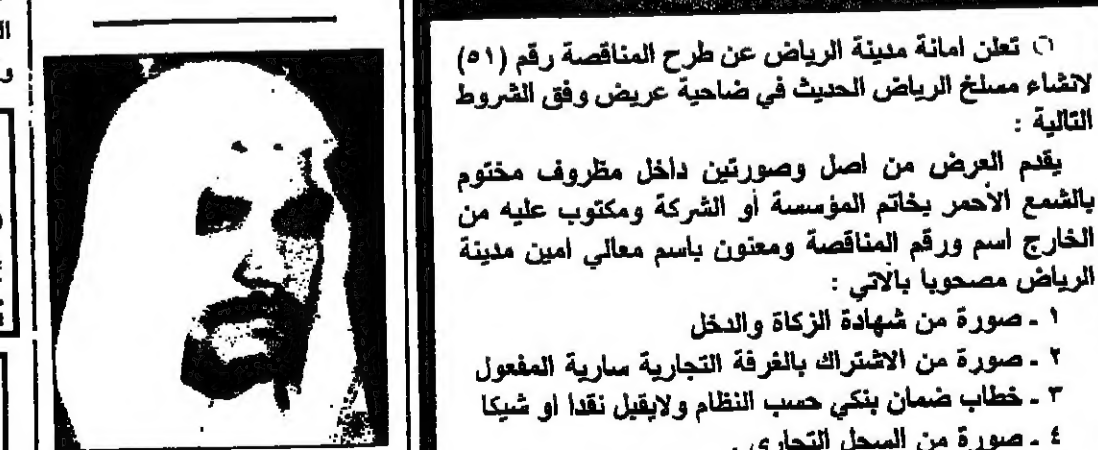 تعلن امانة مدينة الرياض عن طرح المناقصة رقم (٥١)
لانشاء مسلخ الرياض الحديث في ضاحية عريض وفق الشروط
التالية :
يقدم العرض من اصل وصورتين داخل مظروف مختوم
بالشمع الأحمر بخاتم المؤسسة أو الشركة ومكتوب عليه من
الخارج اسم ورقم المناقصة ومعنون باسم معالي امين مدينة
الرياض مصحوبا بالآتي :
١ ـ صورة من شهادة الزكاة والدخل
٢ ـ صورة من الاشتراك بالغرفة التجارية سارية المفعول
٣ ـ خطاب ضمان بنكي حسب النظام ولايقبل نقدا او شيكا
٤ ـ صورة من السجل التجاري .